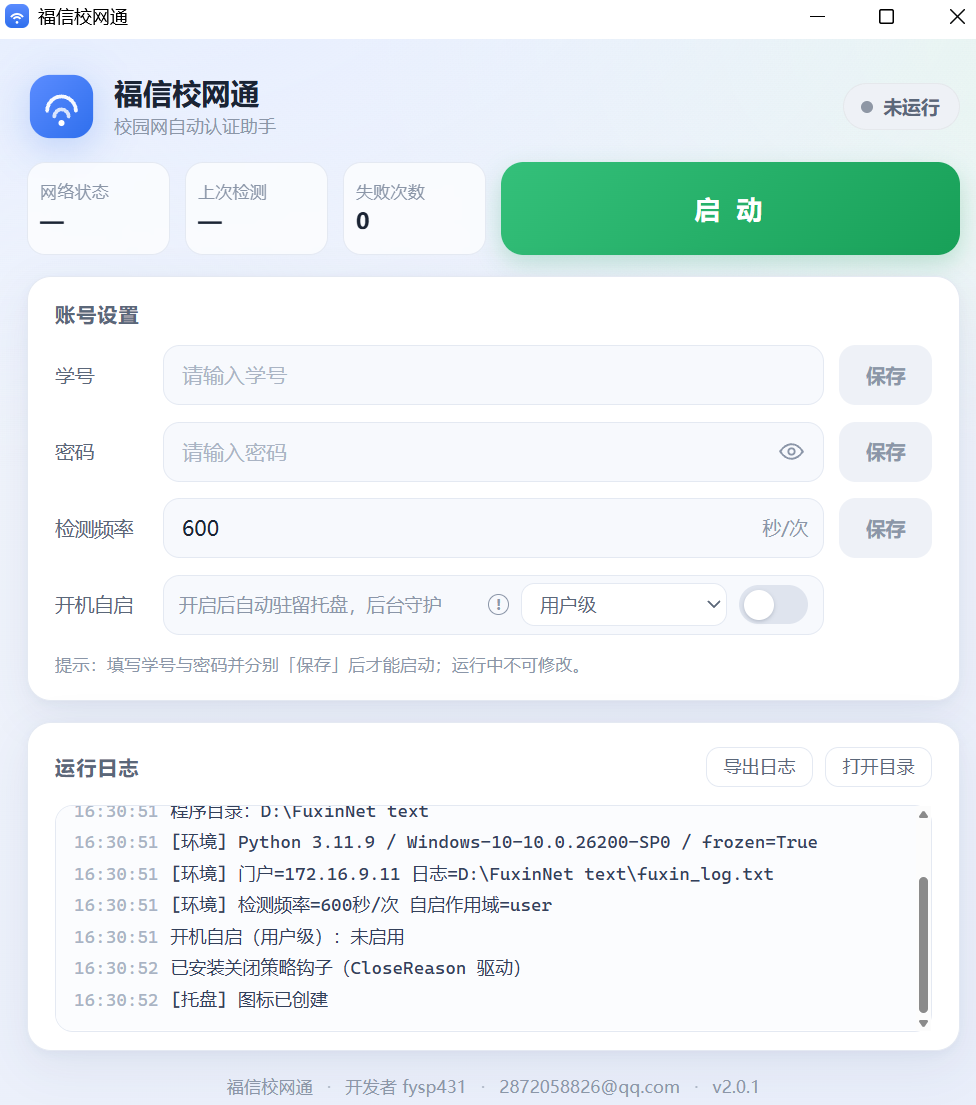 福信校网通
福信校网通
校园网自动认证助手
未运行
网络状态
—
上次检测
—
失败次数
0
启 动
账号设置
学号
请输入学号
保存
密码
请输入密码
保存
检测频率
600
秒/次
保存
开机自启
开启后自动驻留托盘，后台守护
用户级
提示：填写学号与密码并分别「保存」后才能启动；运行中不可修改。
运行日志
导出日志
打开目录
16:30:51 程序目录：D:\FuxinNet text
16:30:51 [环境] Python 3.11.9 / Windows-10-10.0.26200-SP0 / frozen=True
16:30:51 [环境] 门户=172.16.9.11 日志=D:\FuxinNet text\fuxin_log.txt
16:30:51 [环境] 检测频率=600秒/次 自启作用域=user
16:30:51 开机自启（用户级）：未启用
16:30:52 已安装关闭策略钩子（CloseReason 驱动）
16:30:52 [托盘] 图标已创建
福信校网通 · 开发者 fysp431 · 2872058826@qq.com · v2.0.1